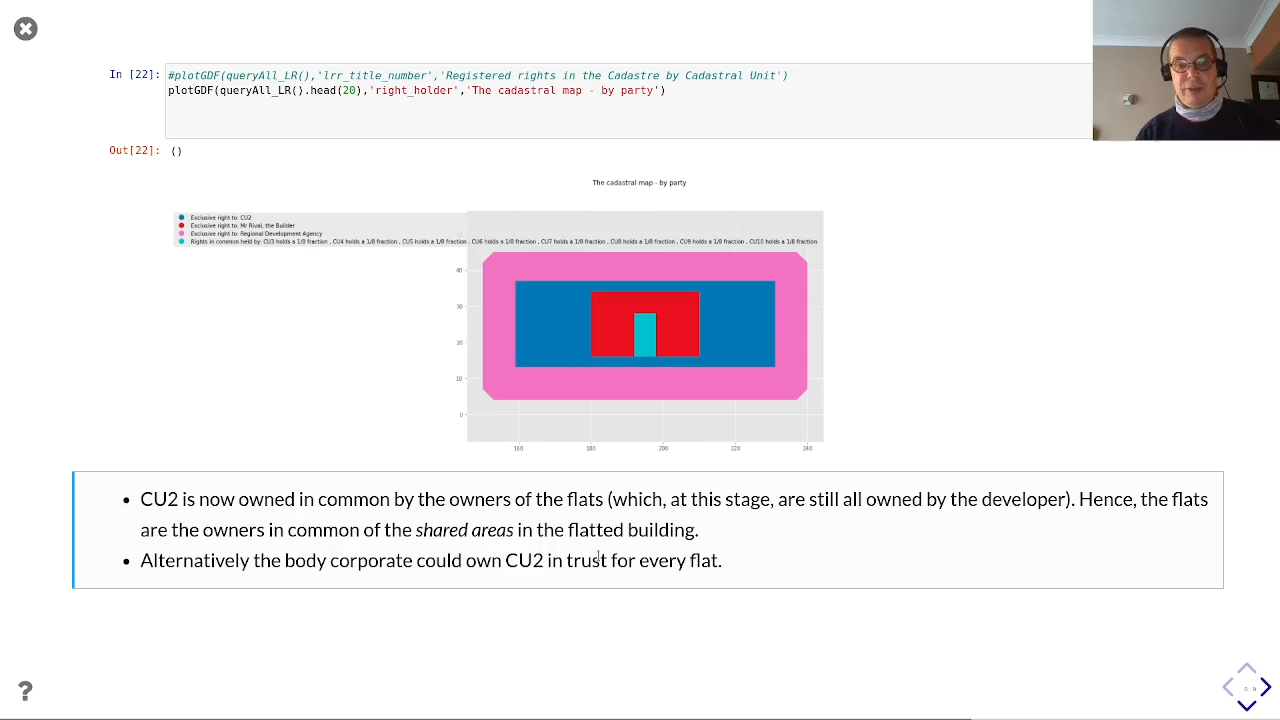 In [22]:
#plotGDF(queryAll_LR(),'lrr_title_number','Registered rights in the Cadastre by Cadastral Unit')
plotGDF(queryAll_LR().head(20),'right_holder','The cadastral map - by party')
Out[22]: ()
The cadastral map - by party
Exclusive right to: CU2
Exclusive right to: Mr Rival, the Builder
Exclusive right to: Regional Development Agency
Rights in common held by  CU3 holds a 1/8 fraction , CU4 holds a 1/8 fraction , CU5 holds a 1/8 fraction , CU6 holds a 1/8 fraction , CU7 holds a 1/8 fraction , CU8 holds a 1/8 fraction , CU9 holds a 1/8 fraction , CU10 holds a 1/8 fraction
50
40
30
20
10
0
160 180 200 220 240
• CU2 is now owned in common by the owners of the flats (which, at this stage, are still all owned by the developer). Hence, the flats
are the owners in common of the shared areas in the flatted building.
• Alternatively the body corporate could own CU2 in trust for every flat.
?
8 9